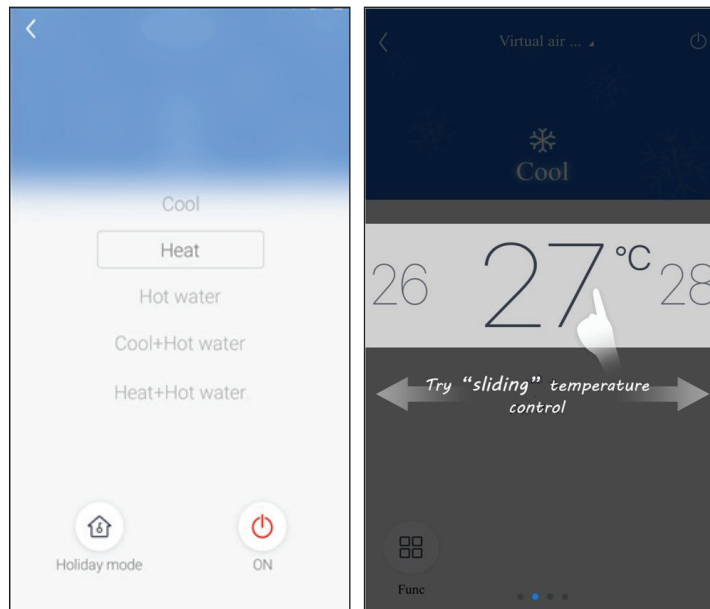 Cool
Heat
Hot water
Cool+Hot water
Heat+Hot water
Holiday mode
ON
Virtual air ...
Cool
26
27°C
28
Try “sliding” temperature
control
Func